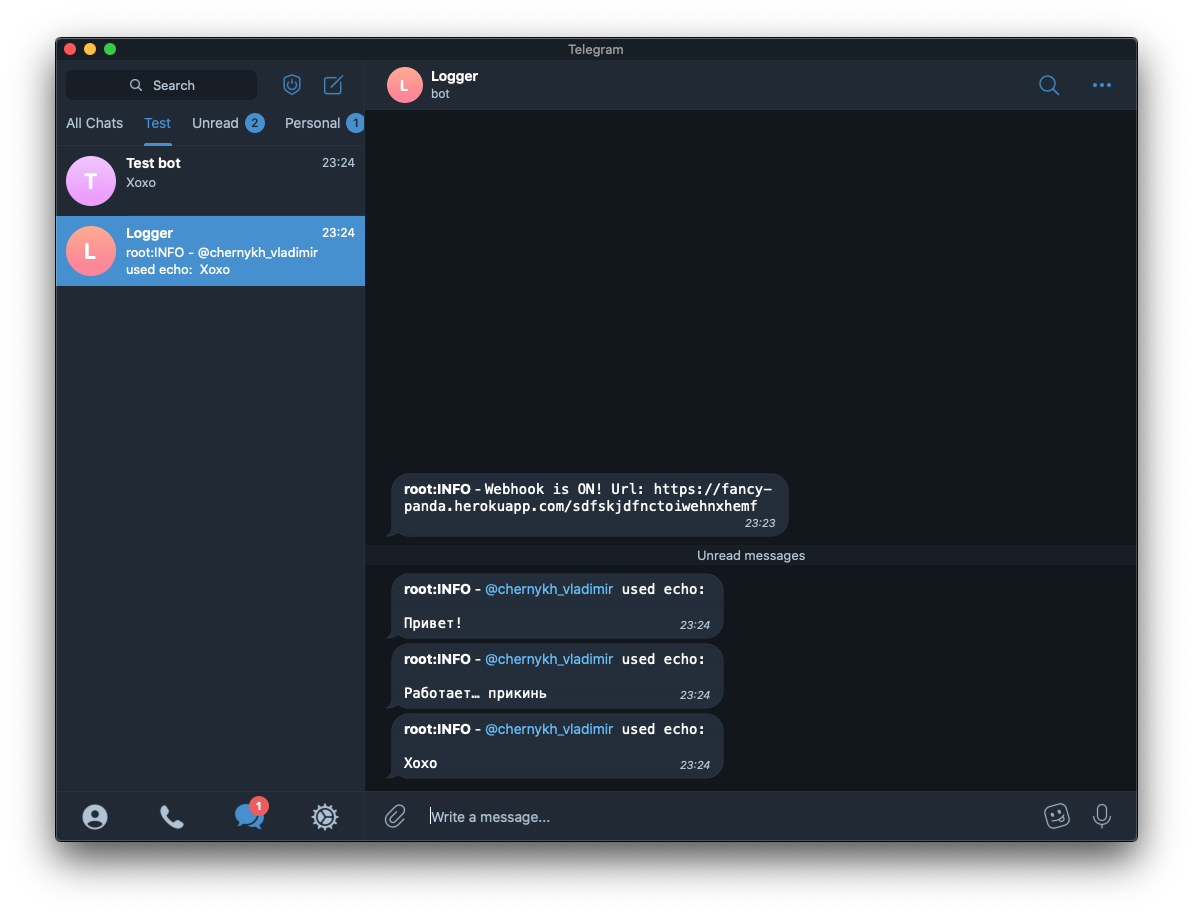 Telegram
Search
All Chats Test Unread 2 Personal 1
T
Test bot 23:24
Xoxo
L
Logger 23:24
root:INFO - @chernykh_vladimir
used echo: Xoxo
1
L
Logger
bot
root:INFO - Webhook is ON! Url: https://fancy-
panda.herokuapp.com/sdfskjdfnctoiwehnxhemf
23:23
Unread messages
root:INFO - @chernykh_vladimir used echo:
Привет!
23:24
root:INFO - @chernykh_vladimir used echo:
Работает… прикинь
23:24
root:INFO - @chernykh_vladimir used echo:
Xoxo
23:24
Write a message...